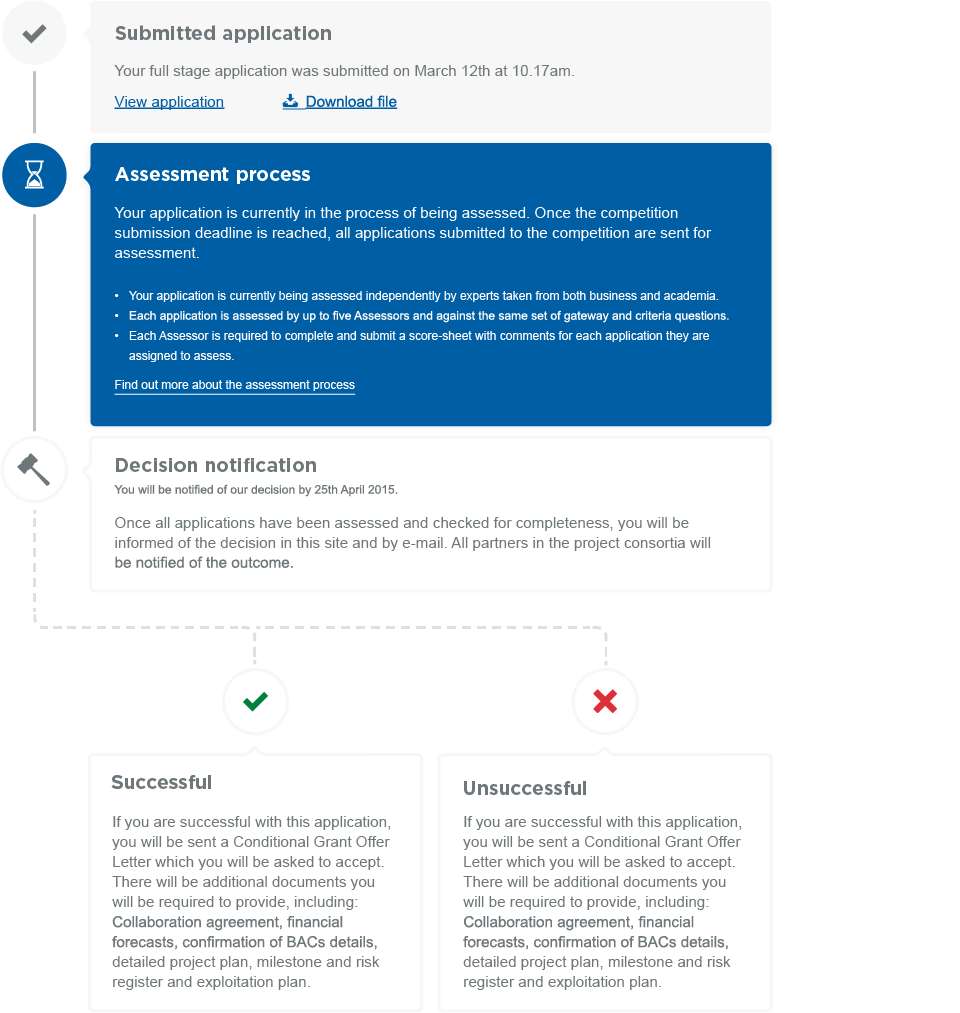 Submitted application
Your full stage application was submitted on March 12th at 10.17am.
View application
Download file
Assessment process
Your application is currently in the process of being assessed. Once the competition
submission deadline is reached, all applications submitted to the competition are sent for
assessment.
• Your application is currently being assessed independently by experts taken from both business and academia.
• Each application is assessed by up to five Assessors and against the same set of gateway and criteria questions.
• Each Assessor is required to complete and submit a score-sheet with comments for each application they are
assigned to assess.
Find out more about the assessment process
Decision notification
You will be notified of our decision by 25th April 2015.
Once all applications have been assessed and checked for completeness, you will be
informed of the decision in this site and by e-mail. All partners in the project consortia will
be notified of the outcome.
Successful
If you are successful with this application,
you will be sent a Conditional Grant Offer
Letter which you will be asked to accept.
There will be additional documents you
will be required to provide, including:
Collaboration agreement, financial
forecasts, confirmation of BACs details,
detailed project plan, milestone and risk
register and exploitation plan.
Unsuccessful
If you are successful with this application,
you will be sent a Conditional Grant Offer
Letter which you will be asked to accept.
There will be additional documents you
will be required to provide, including:
Collaboration agreement, financial
forecasts, confirmation of BACs details,
detailed project plan, milestone and risk
register and exploitation plan.